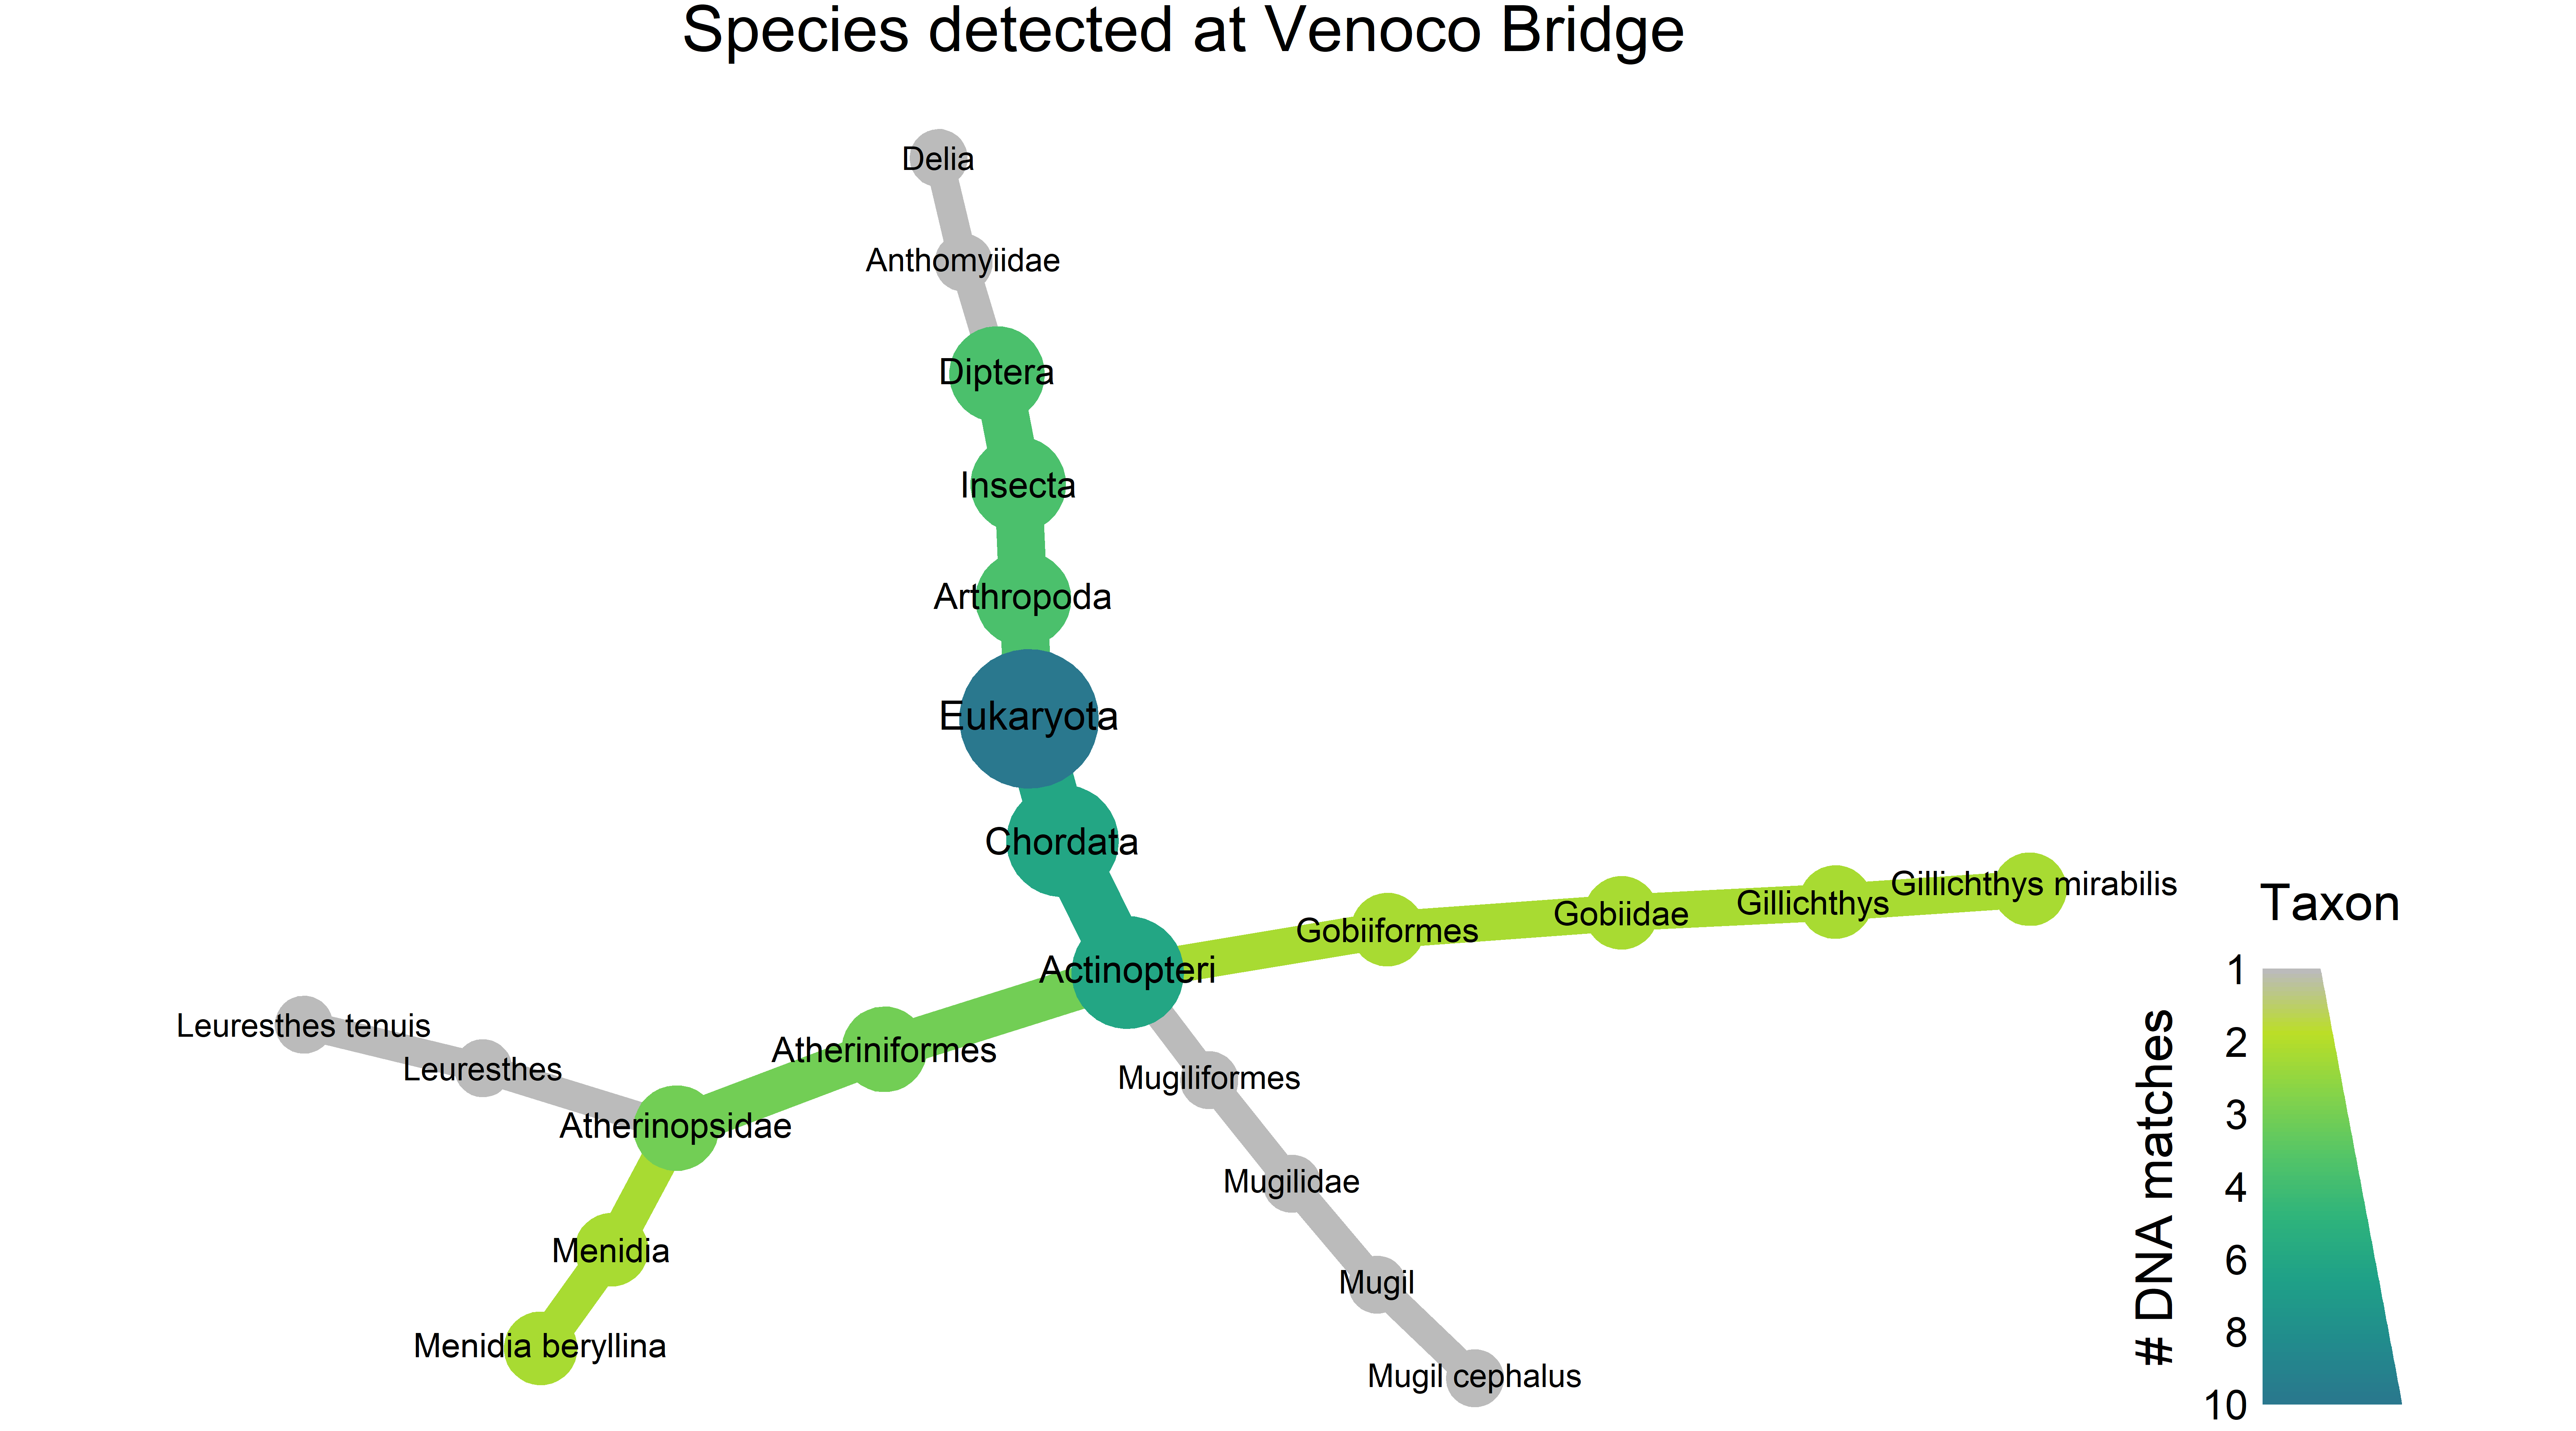 Species detected at Venoco Bridge
Delia
Anthomyiidae
Diptera
Insecta
Arthropoda
Eukaryota
Chordata
Actinopteri
Gobiiformes
Gobiidae
Gillichthys
Gillichthys mirabilis
Atheriniformes
Atherinopsidae
Leuresthes
Leuresthes tenuis
Menidia
Menidia beryllina
Mugiliformes
Mugilidae
Mugil
Mugil cephalus
Taxon
# DNA matches
1
2
3
4
6
8
10